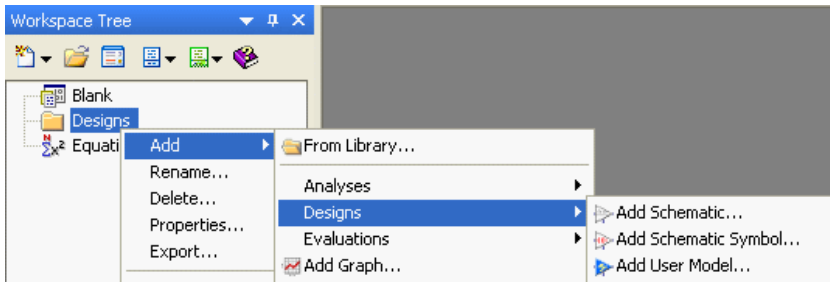 Workspace Tree
Blank
Designs
Equati
Add
Rename...
Delete...
Properties...
Export...
From Library...
Analyses
Designs
Evaluations
Add Graph...
Add Schematic...
Add Schematic Symbol...
Add User Model...